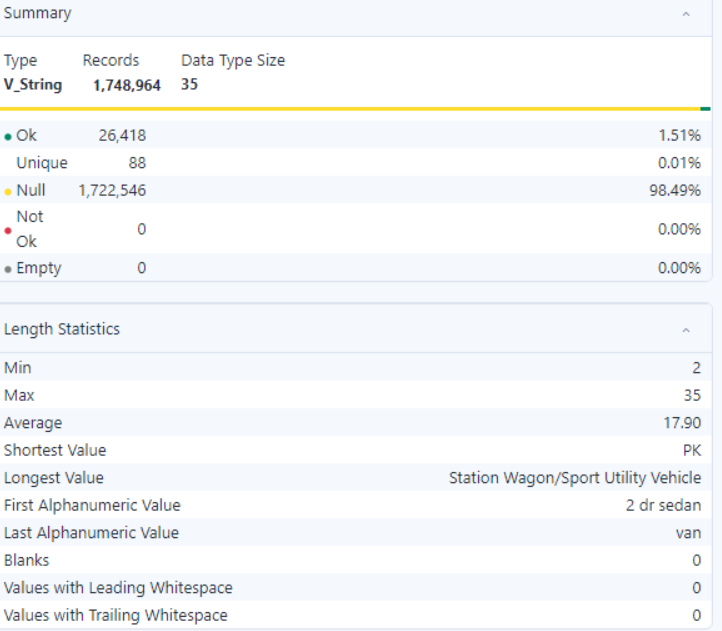 Summary
Type Records Data Type Size
V_String 1,748,964 35
Ok 26,418 1.51%
Unique 88 0.01%
Null 1,722,546 98.49%
Not
Ok 0 0.00%
Empty 0 0.00%
Length Statistics
Min 2
Max 35
Average 17.90
Shortest Value PK
Longest Value Station Wagon/Sport Utility Vehicle
First Alphanumeric Value 2 dr sedan
Last Alphanumeric Value van
Blanks 0
Values with Leading Whitespace 0
Values with Trailing Whitespace 0